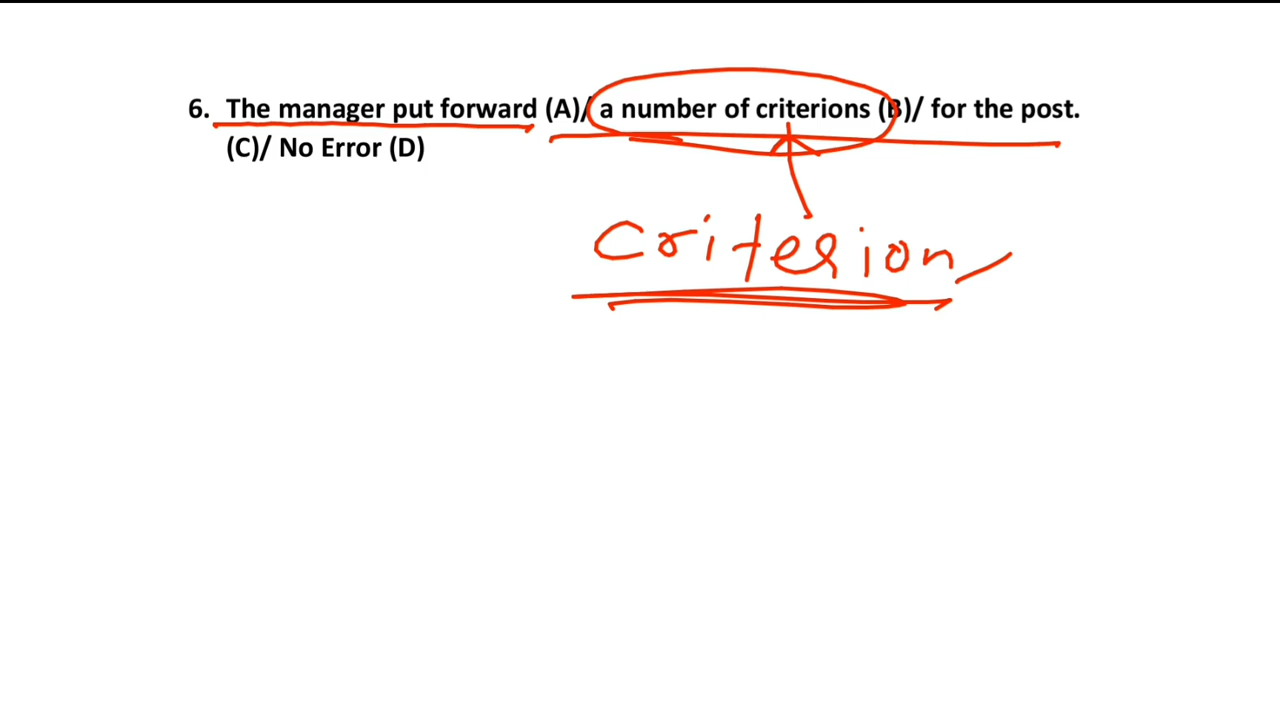 6. The manager put forward (A)/ a number of criterions (B)/ for the post.
(C)/ No Error (D)
Criterion